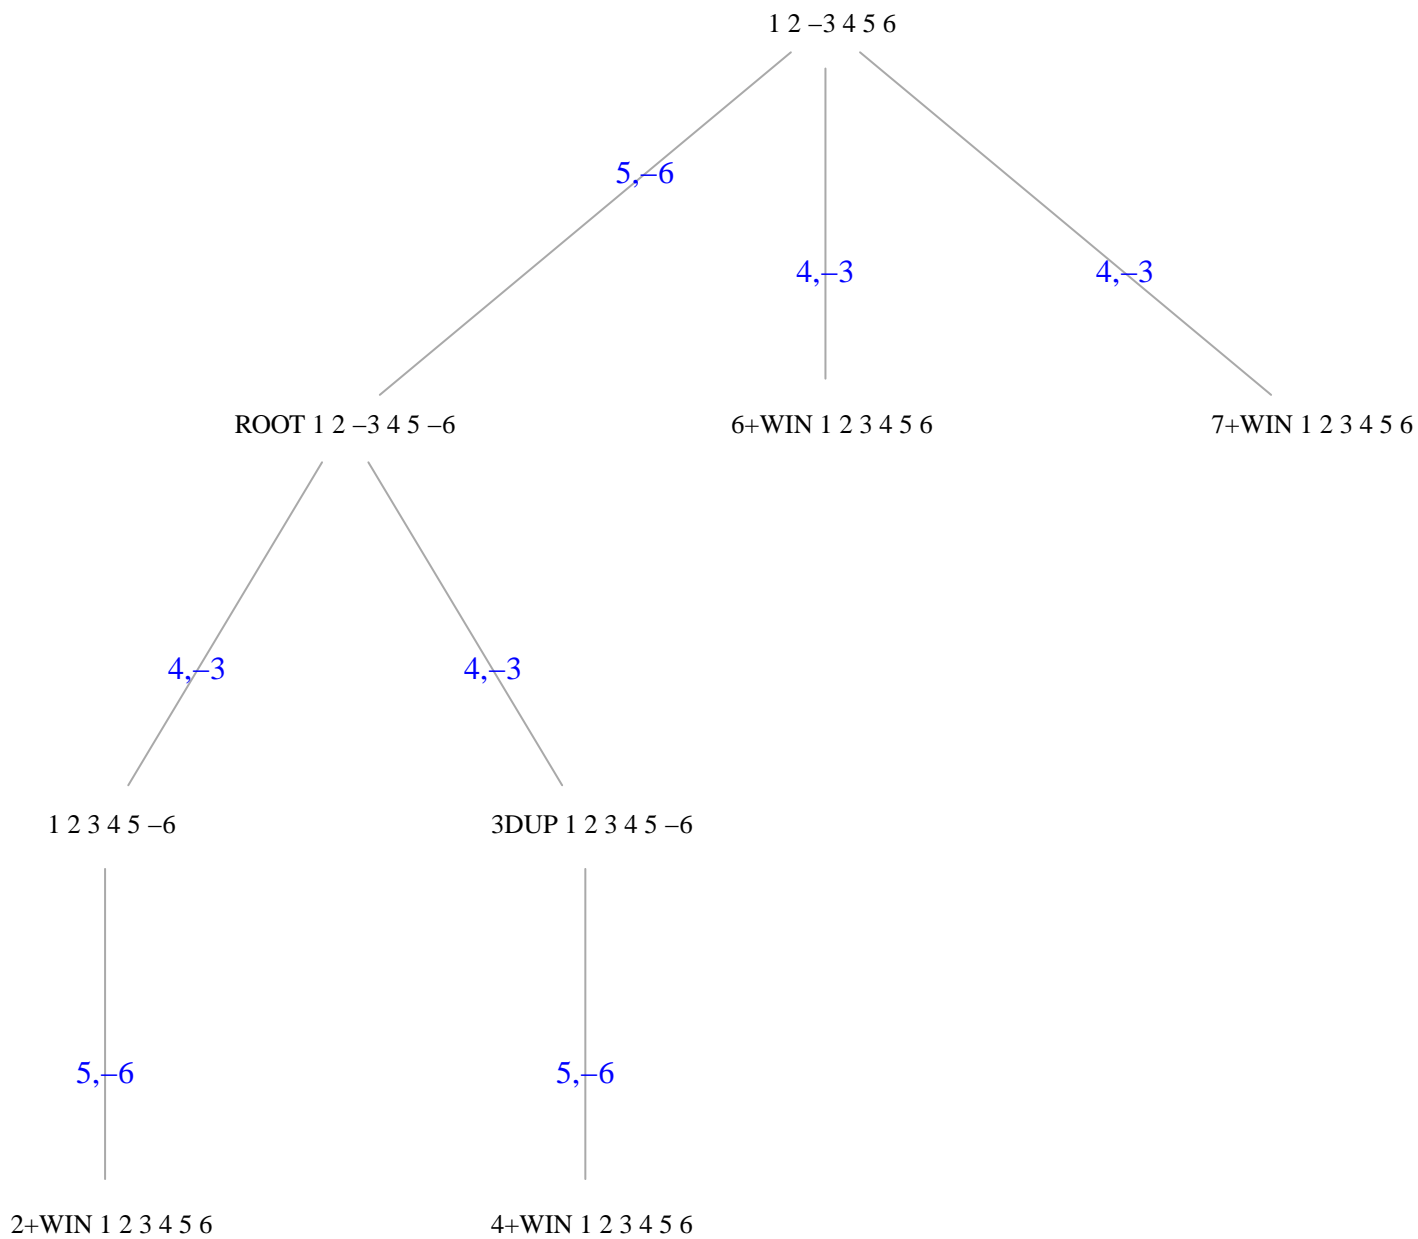 1 2 −3 4 5 6
5,−6
4,−3
4,−3
ROOT 1 2 −3 4 5 −6
6+WIN 1 2 3 4 5 6
7+WIN 1 2 3 4 5 6
4,−3
4,−3
1 2 3 4 5 −6
3DUP 1 2 3 4 5 −6
5,−6
5,−6
2+WIN 1 2 3 4 5 6
4+WIN 1 2 3 4 5 6